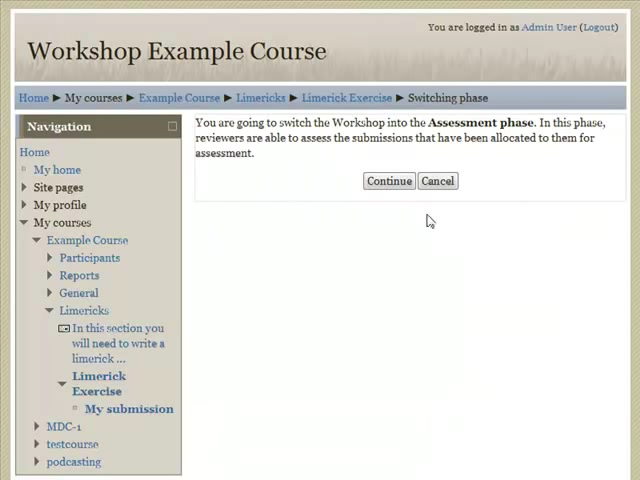 You are logged in as Admin User (Logout)
Workshop Example Course
Home ► My courses ► Example Course ► Limericks ► Limerick Exercise ► Switching phase
Navigation
Home
My home
Site pages
My profile
My courses
Example Course
Participants
Reports
General
Limericks
In this section you
will need to write a
limerick ...
Limerick
Exercise
My submission
MDC-1
testcourse
podcasting
You are going to switch the Workshop into the Assessment phase. In this phase,
reviewers are able to assess the submissions that have been allocated to them for
assessment.
Continue Cancel